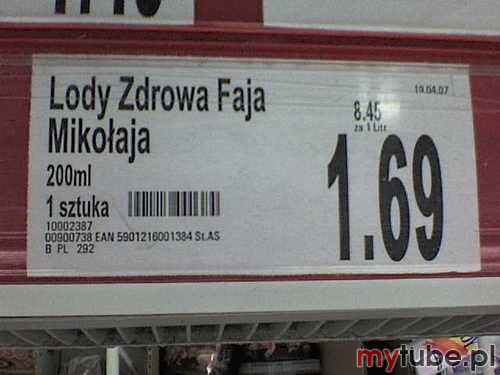 19.04.07
Lody Zdrowa Faja
Mikołaja
8.45
za 1 Litr
200ml
1.69
1 sztuka
10002387
00900738 EAN 5901216001384 St.AS
B PL 292
mytube.pl